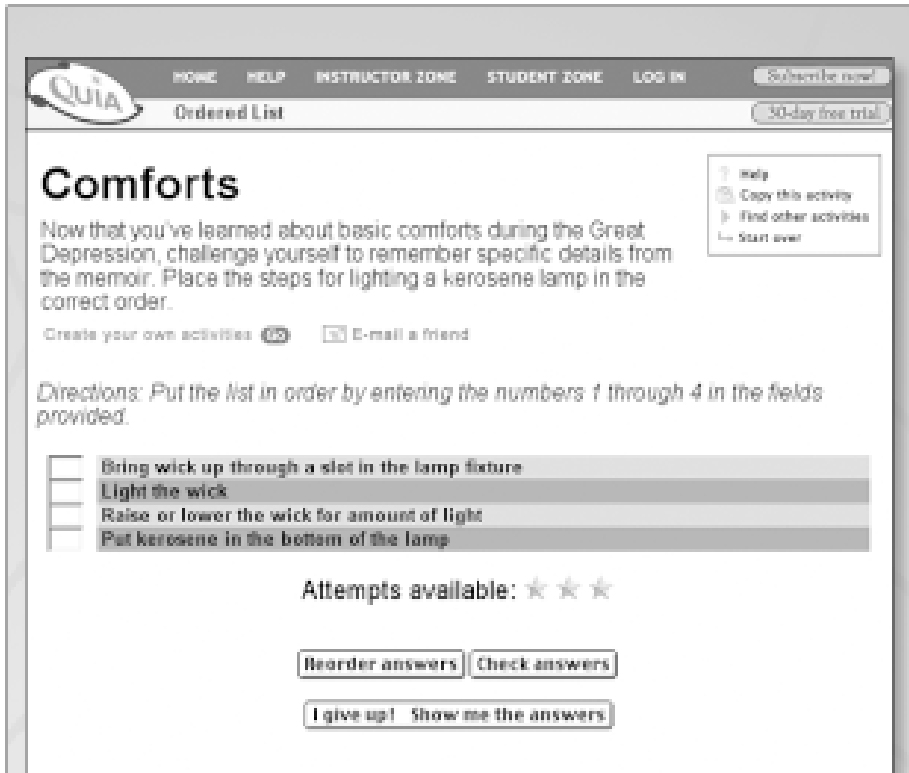 QUIA
HOME HELP INSTRUCTOR ZONE STUDENT ZONE LOG IN Subscribe now!
Ordered List 30-day free trial
Comforts
Now that you've learned about basic comforts during the Great
Depression, challenge yourself to remember specific details from
the memoir. Place the steps for lighting a kerosene lamp in the
correct order.
? Help
Copy this activity
Find other activities
Start over
Create your own activities GO E-mail a friend
Directions: Put the list in order by entering the numbers 1 through 4 in the fields
provided.
Bring wick up through a slot in the lamp fixture
Light the wick
Raise or lower the wick for amount of light
Put kerosene in the bottom of the lamp
Attempts available:
Reorder answers Check answers
I give up! Show me the answers